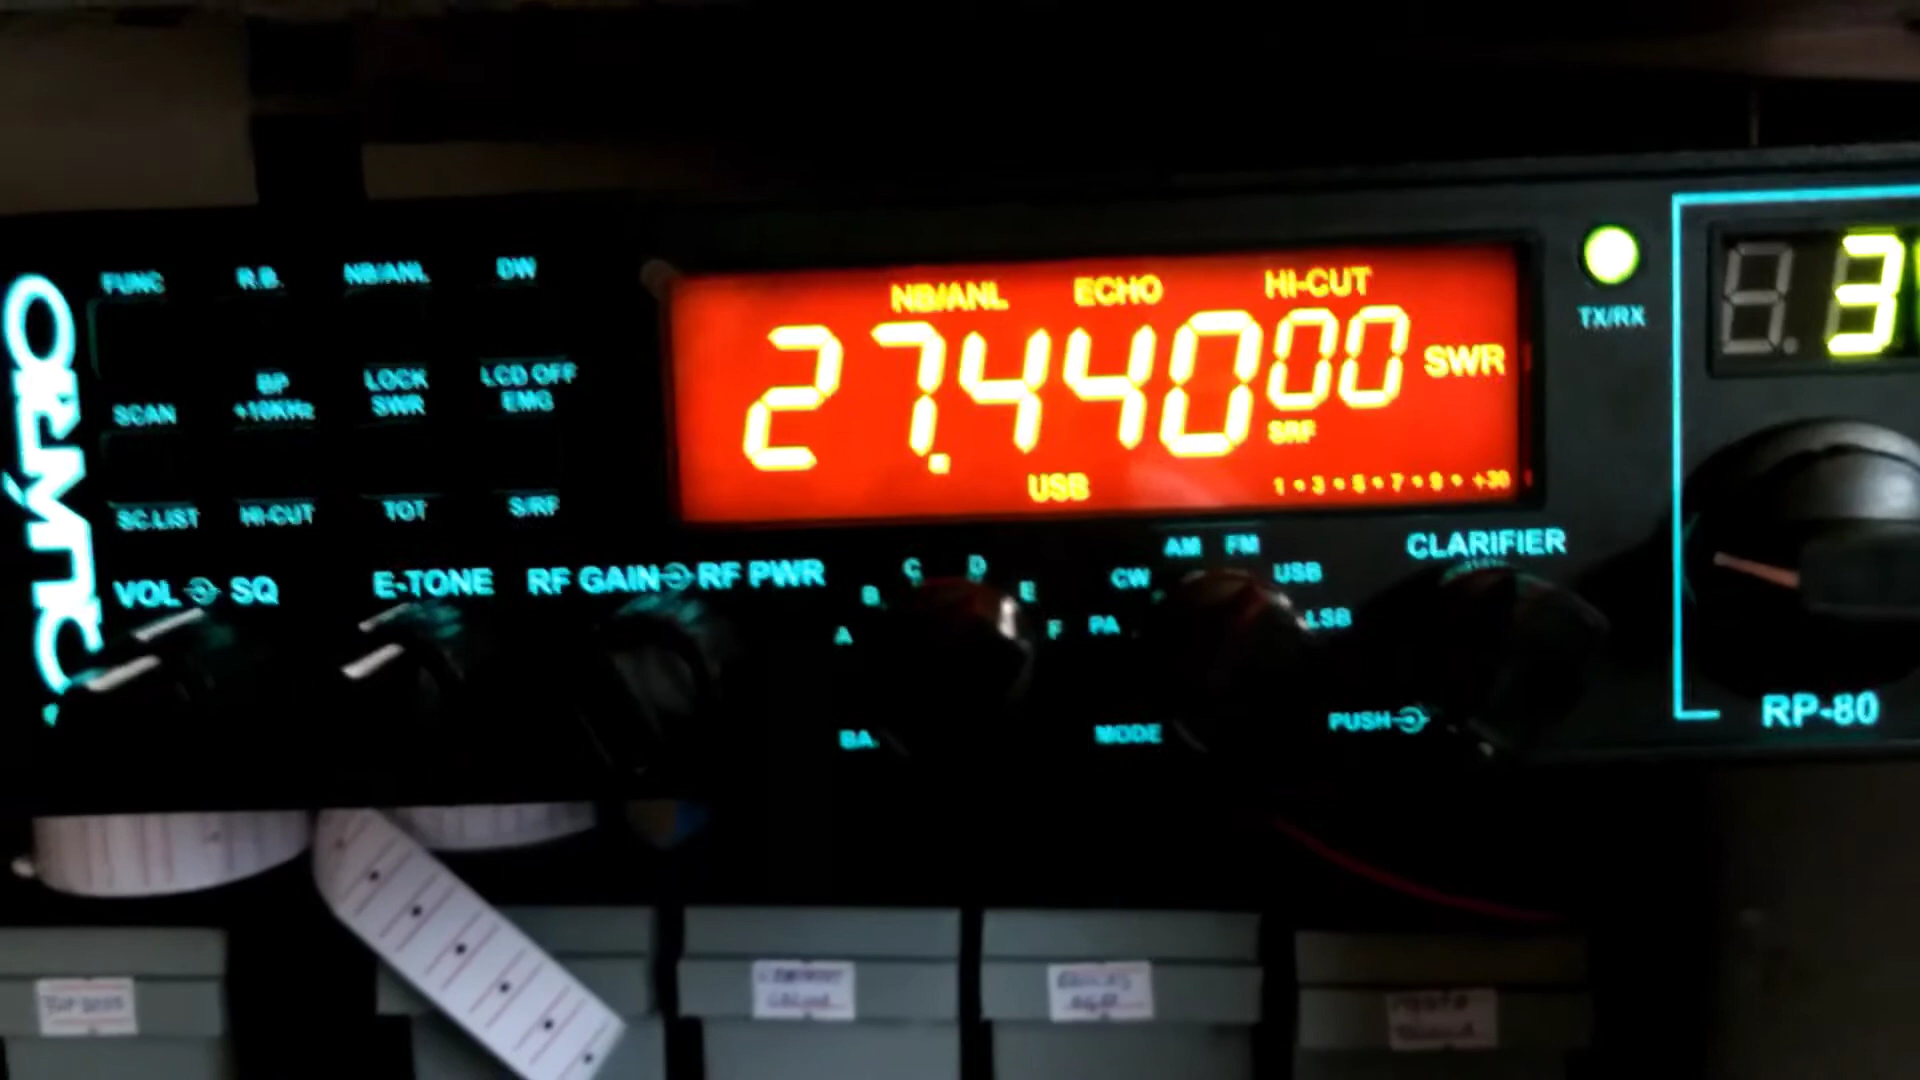 FUNC R.B. NB/ANL DW
SCAN BP +10KHz LOCK SWR LCD OFF EMG
SC.LIST HI-CUT TOT S/RF
NB/ANL ECHO HI-CUT
27.44000 SWR
SRF
USB 1 3 5 7 9 +30
TX/RX
3
VOL SQ E-TONE RF GAIN RF PWR
A B C D E F
PA CW AM FM USB LSB
CLARIFIER
MODE
PUSH
RP-80